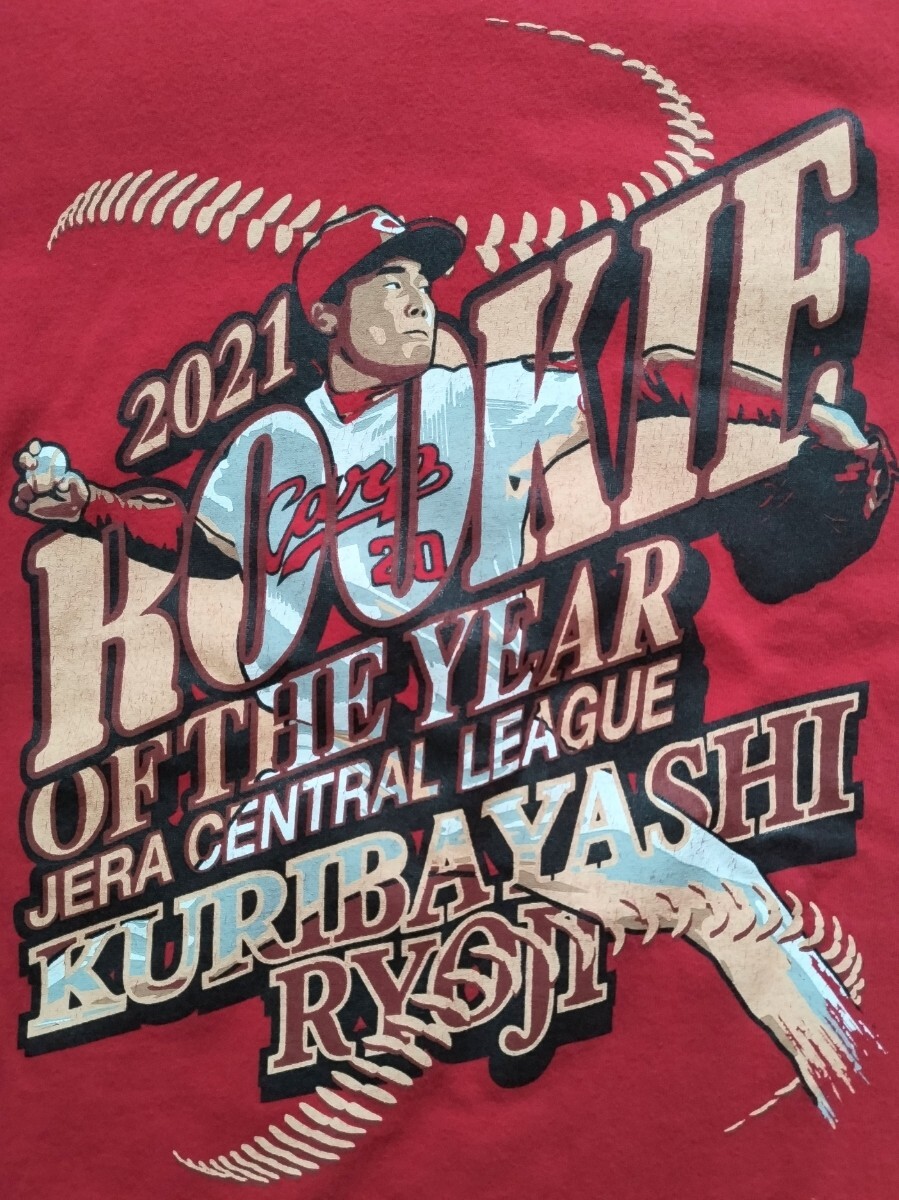 2021
ROOKIE
OF THE YEAR
JERA CENTRAL LEAGUE
KURIBAYASHI
RYOJI
C
Carp
20